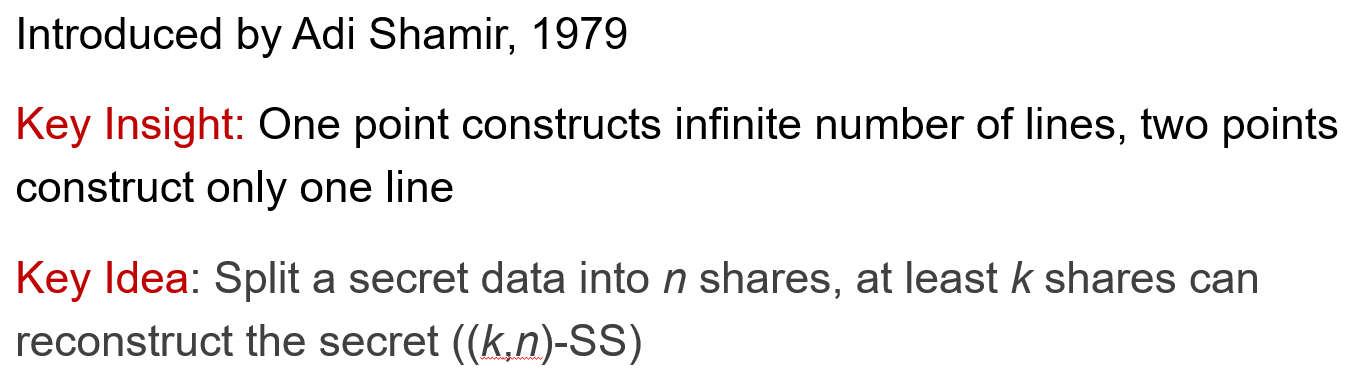 Introduced by Adi Shamir, 1979
Key Insight: One point constructs infinite number of lines, two points
construct only one line
Key Idea: Split a secret data into n shares, at least k shares can
reconstruct the secret ((k,n)-SS)